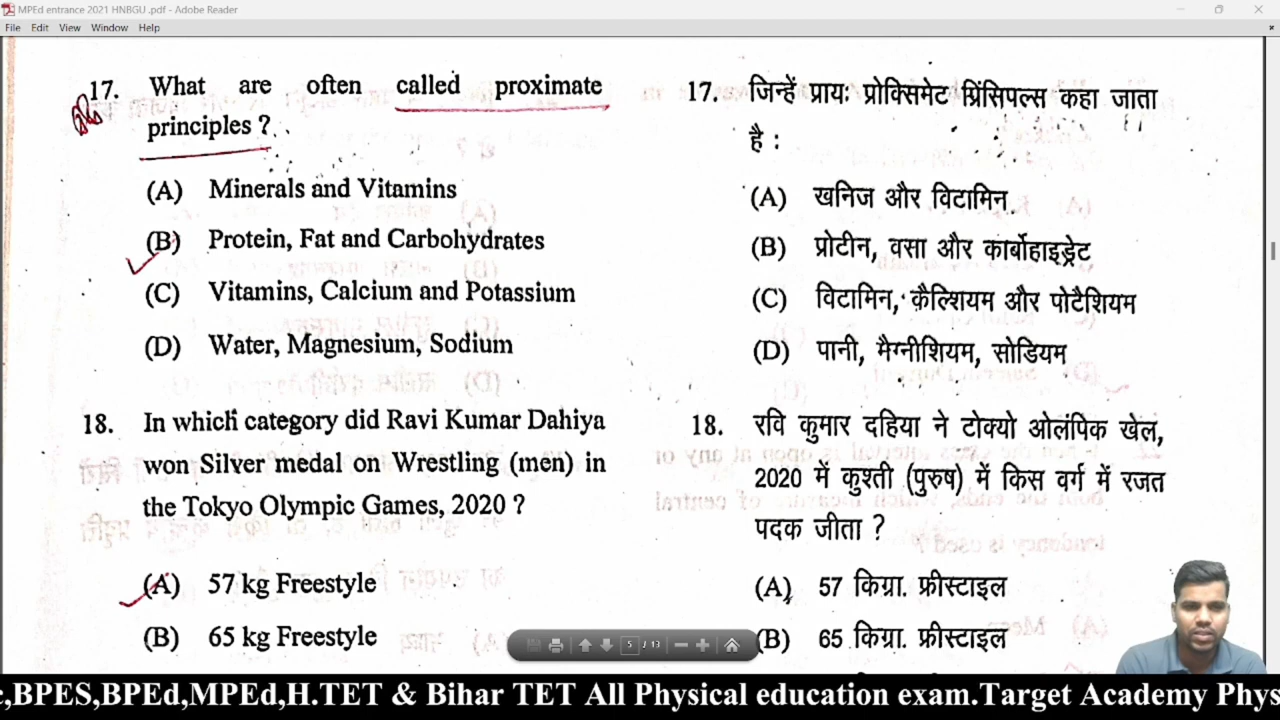 MPEd entrance 2021 HNBGU .pdf - Adobe Reader
File Edit View Window Help
17. What are often called proximate
principles ?
(A) Minerals and Vitamins
(B) Protein, Fat and Carbohydrates
(C) Vitamins, Calcium and Potassium
(D) Water, Magnesium, Sodium
18. In which category did Ravi Kumar Dahiya
won Silver medal on Wrestling (men) in
the Tokyo Olympic Games, 2020 ?
(A) 57 kg Freestyle
(B) 65 kg Freestyle
17. जिन्हें प्रायः प्रोक्सिमेट प्रिंसिपल्स कहा जाता
है :
(A) खनिज और विटामिन
(B) प्रोटीन, वसा और कार्बोहाइड्रेट
(C) विटामिन, कैल्शियम और पोटैशियम
(D) पानी, मैग्नीशियम, सोडियम
18. रवि कुमार दहिया ने टोक्यो ओलंपिक खेल,
2020 में कुश्ती (पुरुष) में किस वर्ग में रजत
पदक जीता ?
(A) 57 किग्रा. फ्रीस्टाइल
(B) 65 किग्रा. फ्रीस्टाइल
5 / 13
,BPES,BPEd,MPEd,H.TET & Bihar TET All Physical education exam.Target Academy Phys